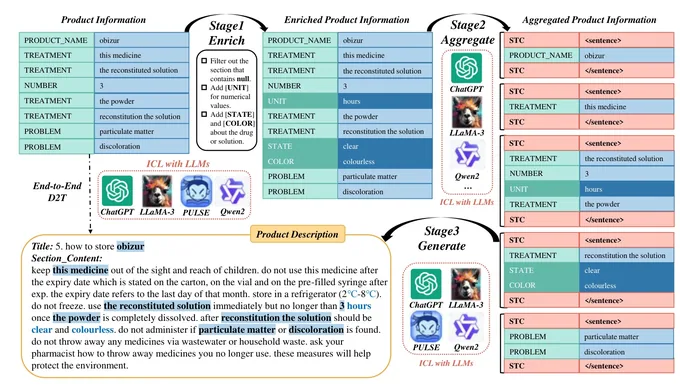 Product Information
PRODUCT_NAME obizur
TREATMENT this medicine
TREATMENT the reconstituted solution
NUMBER 3
TREATMENT the powder
TREATMENT reconstitution the solution
PROBLEM particulate matter
PROBLEM discoloration
Stage1
Enrich
Filter out the
section that
contains null.
Add [UNIT]
for numerical
values.
Add [STATE]
and [COLOR]
about the drug
or solution.
Enriched Product Information
PRODUCT_NAME obizur
TREATMENT this medicine
TREATMENT the reconstituted solution
NUMBER 3
UNIT hours
TREATMENT the powder
TREATMENT reconstitution the solution
STATE clear
COLOR colourless
PROBLEM particulate matter
PROBLEM discoloration
Stage2
Aggregate
ChatGPT
LLaMA-3
Qwen2
...
ICL with LLMs
Aggregated Product Information
STC <sentence>
PRODUCT_NAME obizur
STC </sentence>
STC <sentence>
TREATMENT this medicine
STC </sentence>
STC <sentence>
TREATMENT the reconstituted solution
NUMBER 3
UNIT hours
TREATMENT the powder
STC </sentence>
STC <sentence>
TREATMENT reconstitution the solution
STATE clear
COLOR colourless
STC </sentence>
STC <sentence>
PROBLEM particulate matter
PROBLEM discoloration
STC </sentence>
End-to-End
D2T
ICL with LLMs
ChatGPT LLaMA-3 PULSE Qwen2
Stage3
Generate
ChatGPT LLaMA-3
PULSE Qwen2
ICL with LLMs
Product Description
Title: 5. how to store obizur
Section_Content:
keep this medicine out of the sight and reach of children. do not use this medicine after
the expiry date which is stated on the carton, on the vial and on the pre-filled syringe after
exp. the expiry date refers to the last day of that month. store in a refrigerator (2℃-8℃).
do not freeze. use the reconstituted solution immediately but no longer than 3 hours
once the powder is completely dissolved. after reconstitution the solution should be
clear and colourless. do not administer if particulate matter or discoloration is found.
do not throw away any medicines via wastewater or household waste. ask your
pharmacist how to throw away medicines you no longer use. these measures will help
protect the environment.